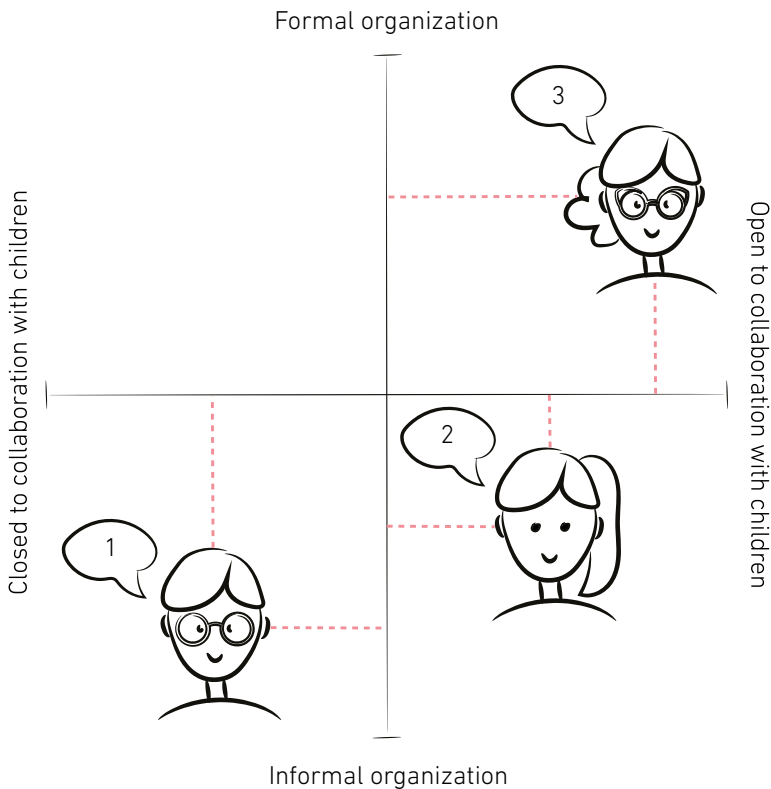 Formal organization
3
Closed to collaboration with children
Open to collaboration with children
2
1
Informal organization